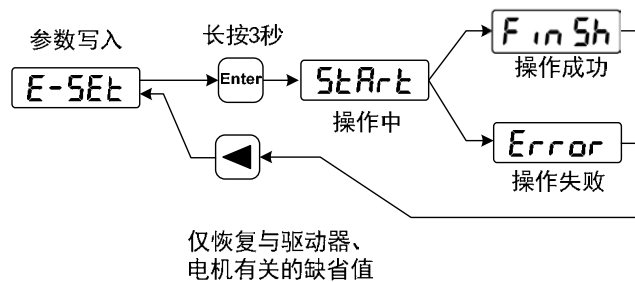 参数写入
E-SEt
长按3秒
Enter
StArt
操作中
FinSh
操作成功
Error
操作失败
仅恢复与驱动器、
电机有关的缺省值